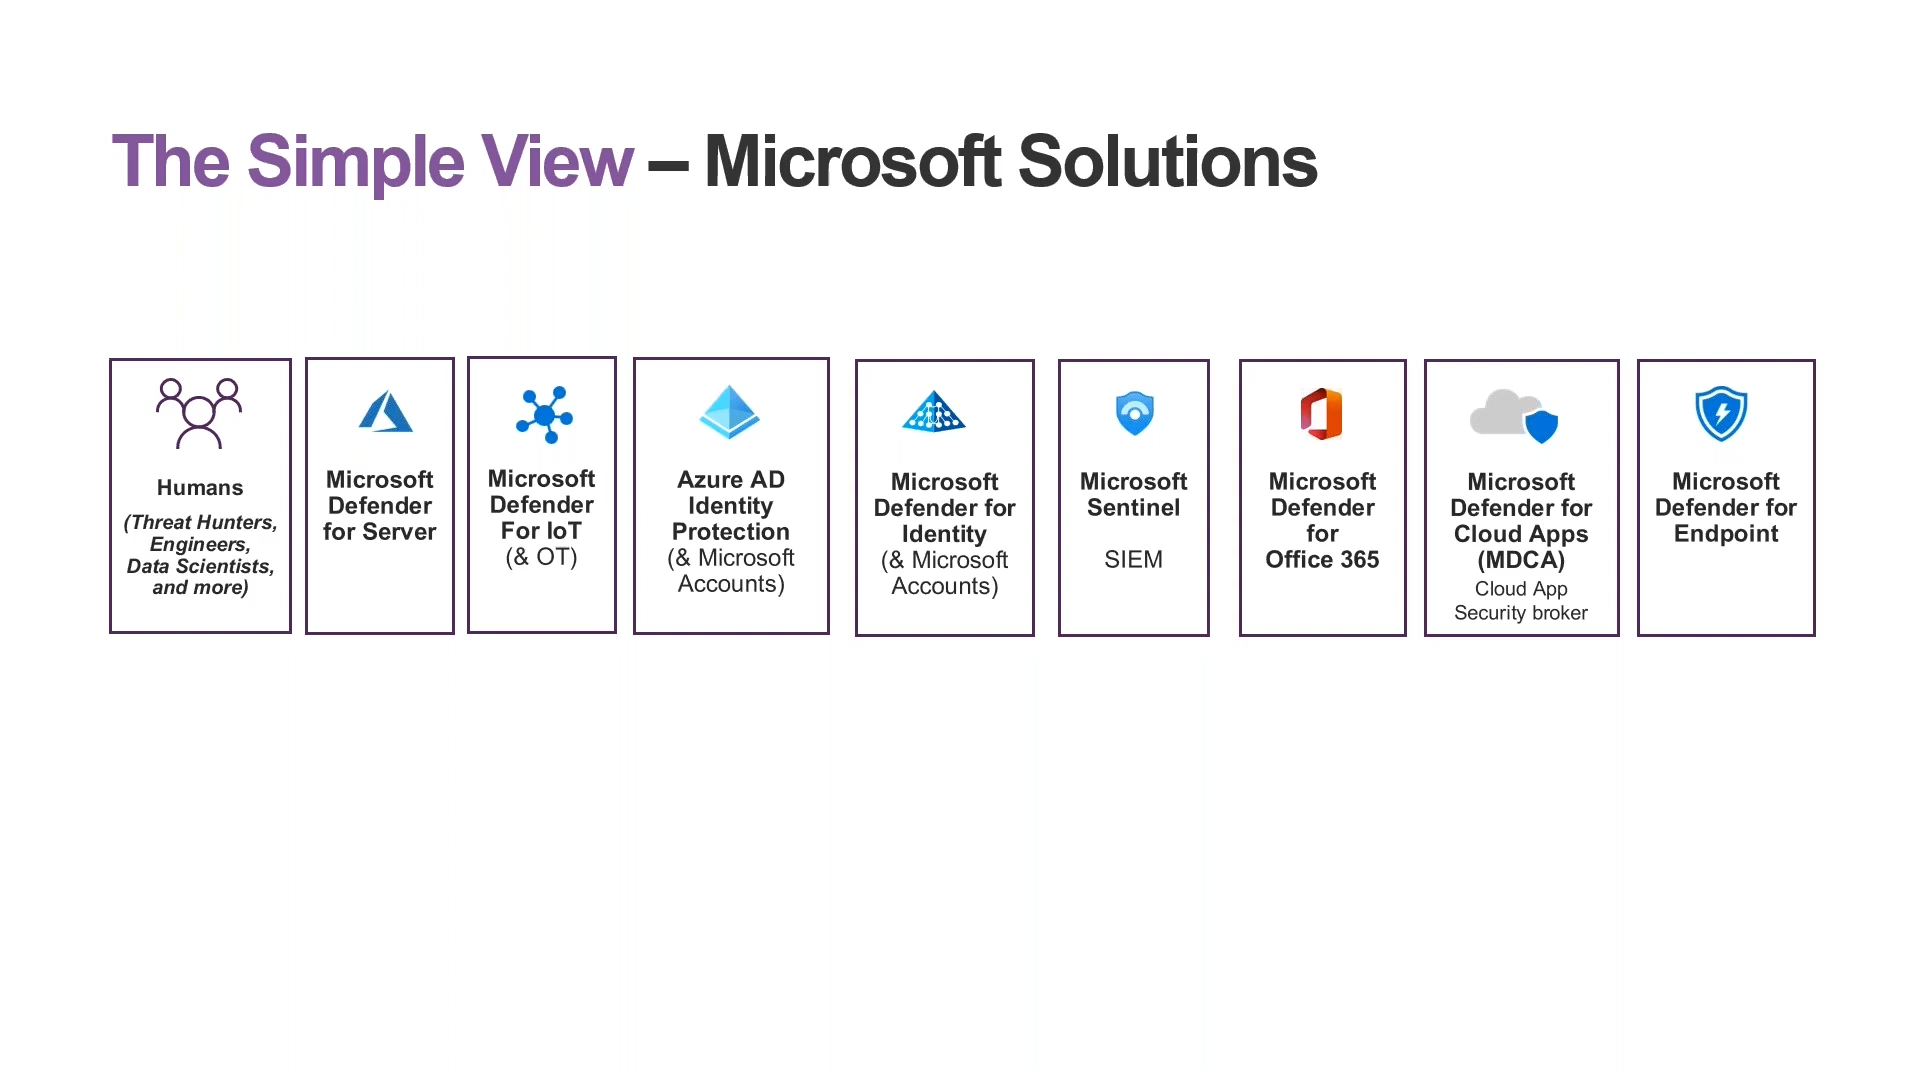 The Simple View – Microsoft Solutions
Humans
(Threat Hunters,
Engineers,
Data Scientists,
and more)
Microsoft
Defender
for Server
Microsoft
Defender
For IoT
(& OT)
Azure AD
Identity
Protection
(& Microsoft
Accounts)
Microsoft
Defender for
Identity
(& Microsoft
Accounts)
Microsoft
Sentinel
SIEM
Microsoft
Defender
for
Office 365
Microsoft
Defender for
Cloud Apps
(MDCA)
Cloud App
Security broker
Microsoft
Defender for
Endpoint